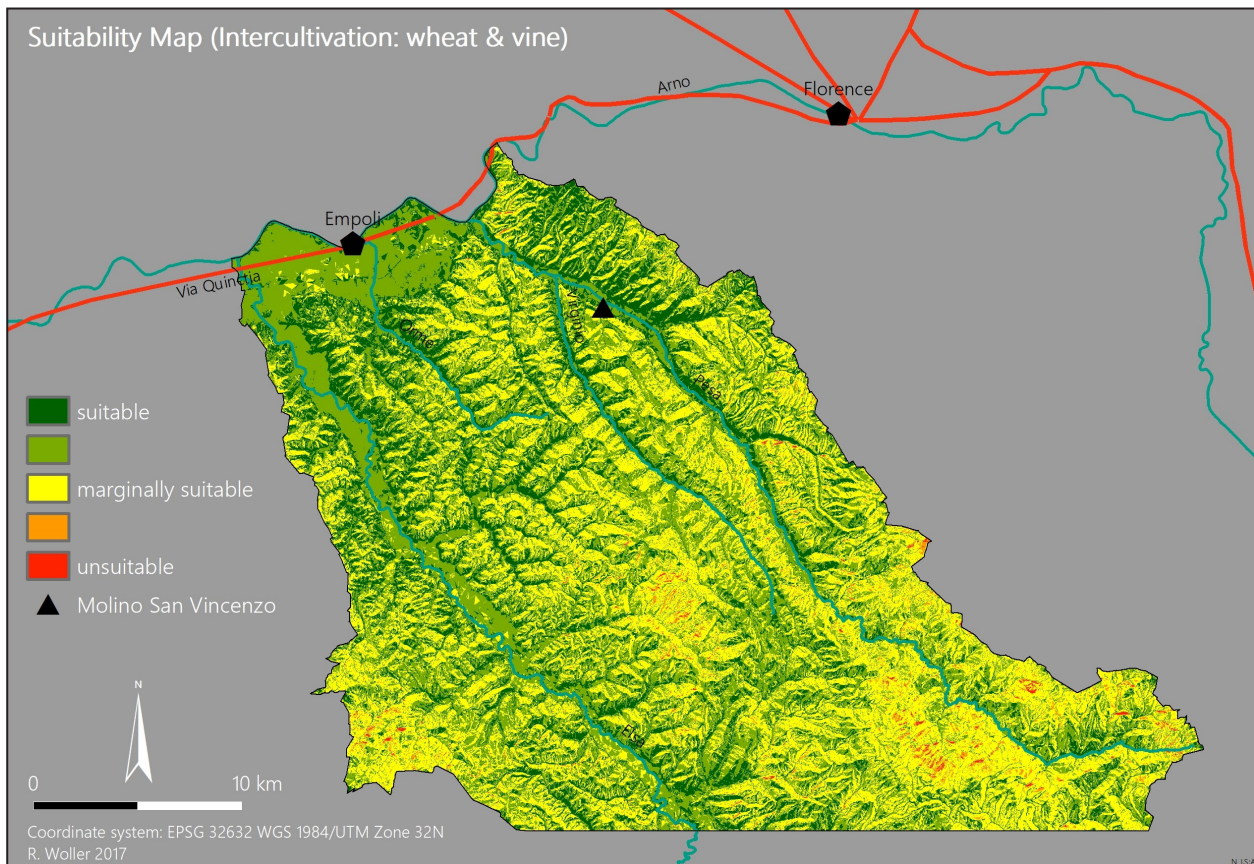 Suitability Map (Intercultivation: wheat & vine)
Arno
Florence
Empoli
Via Quinctia
Orme
Virginio
Pesa
suitable
marginally suitable
unsuitable
Molino San Vincenzo
Elsa
N
0 10 km
Coordinate system: EPSG 32632 WGS 1984/UTM Zone 32N
R. Woller 2017